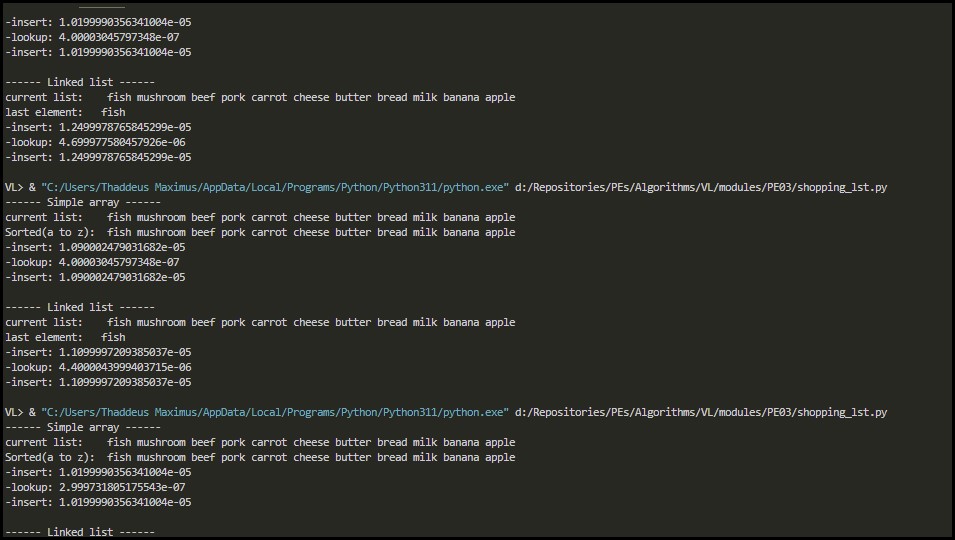 -insert: 1.0199990356341004e-05
-lookup: 4.00003045797348e-07
-insert: 1.0199990356341004e-05

------ Linked list ------
current list:    fish mushroom beef pork carrot cheese butter bread milk banana apple
last element:   fish
-insert: 1.2499978765845299e-05
-lookup: 4.699977580457926e-06
-insert: 1.2499978765845299e-05

VL> & "C:/Users/Thaddeus Maximus/AppData/Local/Programs/Python/Python311/python.exe" d:/Repositories/PEs/Algorithms/VL/modules/PE03/shopping_lst.py
------ Simple array ------
current list:    fish mushroom beef pork carrot cheese butter bread milk banana apple
Sorted(a to z):  fish mushroom beef pork carrot cheese butter bread milk banana apple
-insert: 1.090002479031682e-05
-lookup: 4.00003045797348e-07
-insert: 1.090002479031682e-05

------ Linked list ------
current list:    fish mushroom beef pork carrot cheese butter bread milk banana apple
last element:   fish
-insert: 1.1099997209385037e-05
-lookup: 4.4000043999403715e-06
-insert: 1.1099997209385037e-05

VL> & "C:/Users/Thaddeus Maximus/AppData/Local/Programs/Python/Python311/python.exe" d:/Repositories/PEs/Algorithms/VL/modules/PE03/shopping_lst.py
------ Simple array ------
current list:    fish mushroom beef pork carrot cheese butter bread milk banana apple
Sorted(a to z):  fish mushroom beef pork carrot cheese butter bread milk banana apple
-insert: 1.0199990356341004e-05
-lookup: 2.999731805175543e-07
-insert: 1.0199990356341004e-05

------ Linked list ------